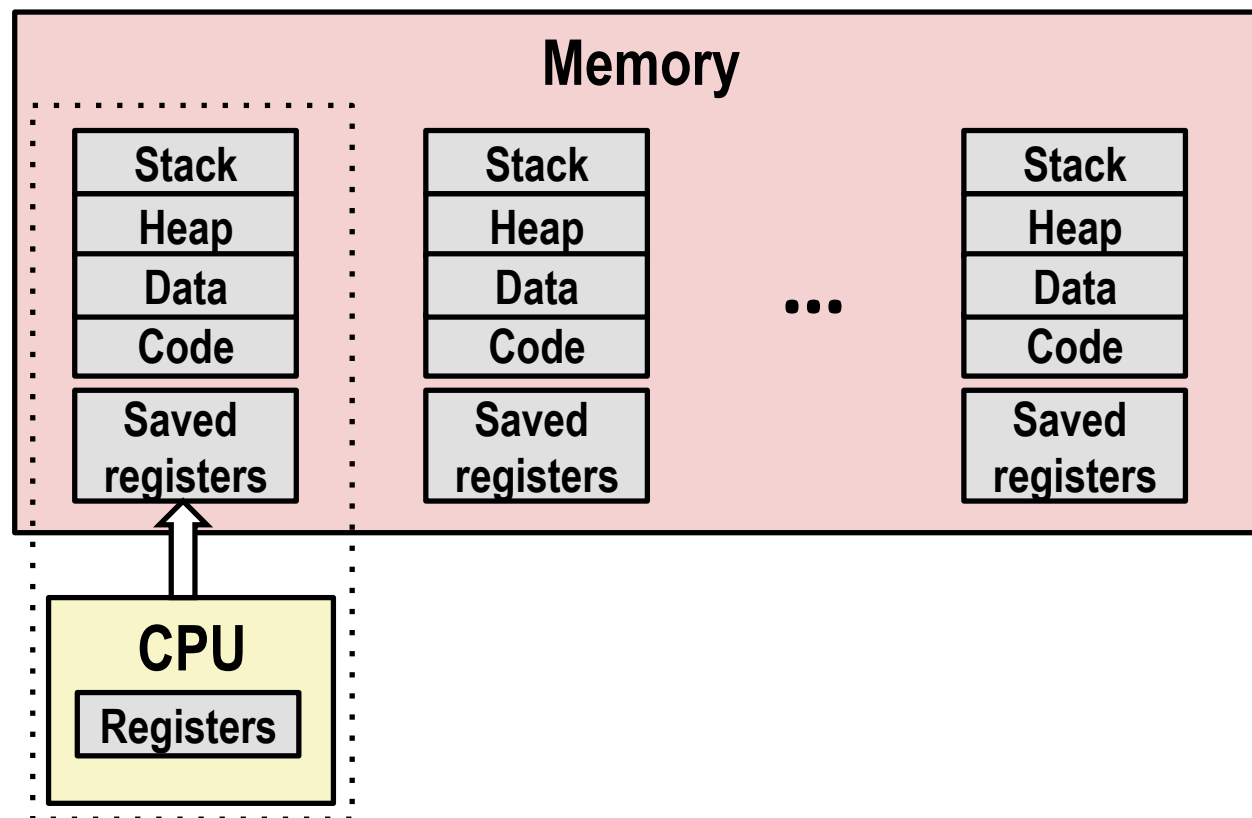 Memory
Stack
Heap
Data
Code
Saved
registers
Stack
Heap
Data
Code
Saved
registers
...
Stack
Heap
Data
Code
Saved
registers
CPU
Registers